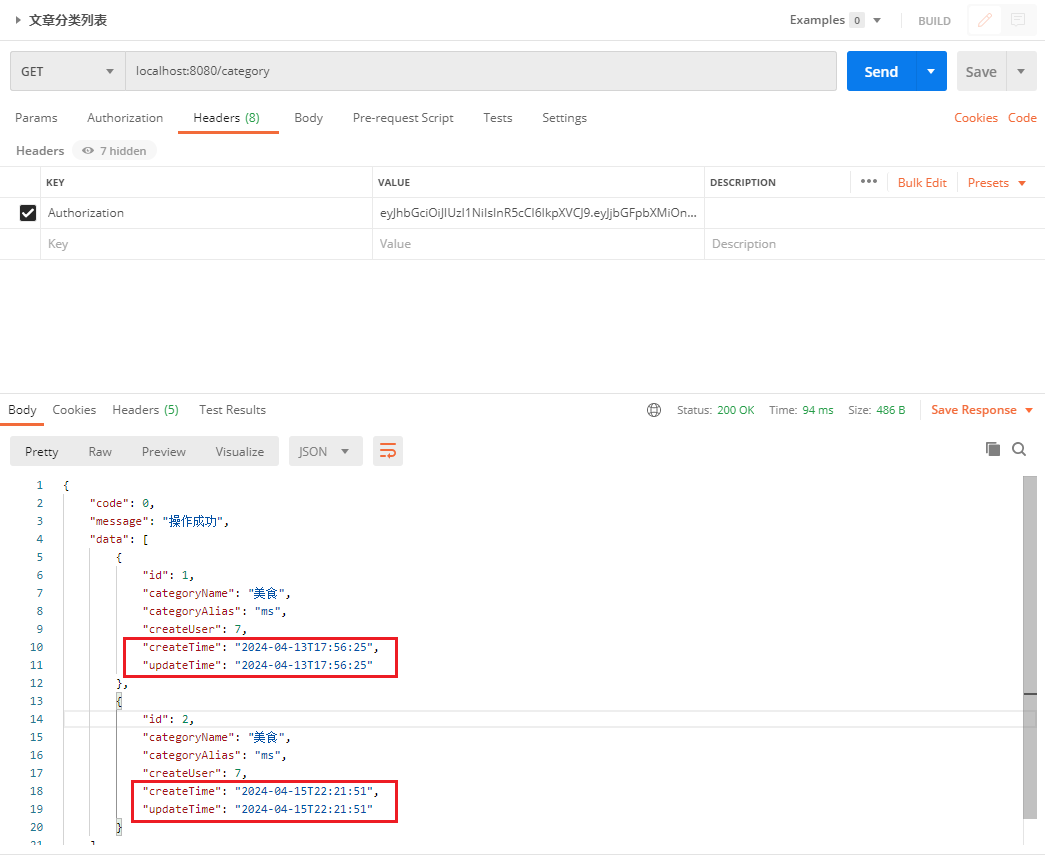 文章分类列表
Examples 0
BUILD
GET
localhost:8080/category
Send
Save
Params
Authorization
Headers (8)
Body
Pre-request Script
Tests
Settings
Cookies
Code
Headers
7 hidden
KEY
VALUE
DESCRIPTION
•••
Bulk Edit
Presets
Authorization
eyJhbGciOiJIUzI1NiIsInR5cCI6IkpXVCJ9.eyJjbGFpbXMiOn...
Key
Value
Description
Body
Cookies
Headers (5)
Test Results
Status: 200 OK
Time: 94 ms
Size: 486 B
Save Response
Pretty
Raw
Preview
Visualize
JSON
1 {
2 "code": 0,
3 "message": "操作成功",
4 "data": [
5 {
6 "id": 1,
7 "categoryName": "美食",
8 "categoryAlias": "ms",
9 "createUser": 7,
10 "createTime": "2024-04-13T17:56:25",
11 "updateTime": "2024-04-13T17:56:25"
12 },
13 {
14 "id": 2,
15 "categoryName": "美食",
16 "categoryAlias": "ms",
17 "createUser": 7,
18 "createTime": "2024-04-15T22:21:51",
19 "updateTime": "2024-04-15T22:21:51"
20 }
21 ]